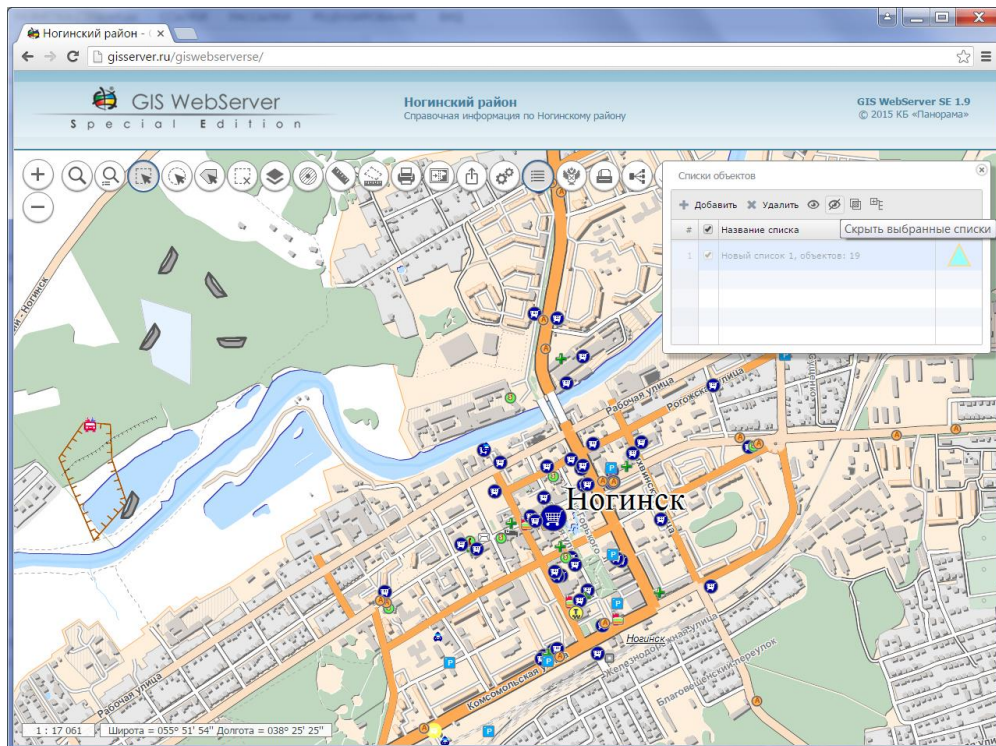 Ногинский район - (
gisserver.ru/giswebserverse/
GIS WebServer
Special Edition
Ногинский район
Справочная информация по Ногинскому району
GIS WebServer SE 1.9
© 2015 КБ «Панорама»
Списки объектов
Добавить Удалить
# Название списка
Скрыть выбранные списки
1 Новый список 1, объектов: 19
- Ногинск
Рабочая улица
Рогожская улица
Ногинск
Ногинск
Железнодорожная улица
Благовещенский переулок
Рабочая улица
Комсомольская у
1 : 17 061 Широта = 055° 51' 54" Долгота = 038° 25' 25"